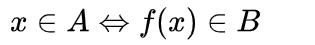 x ∈ A ⇔ f(x) ∈ B